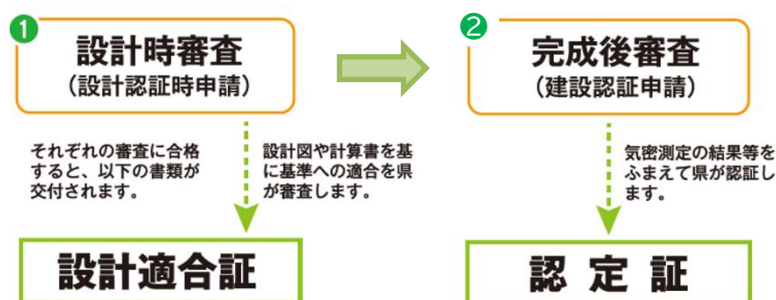 1
設計時審査
（設計認証時申請）
それぞれの審査に合格
すると、以下の書類が
交付されます。
設計図や計算書を基
に基準への適合を県
が審査します。
設計適合証
2
完成後審査
（建設認証申請）
気密測定の結果等を
ふまえて県が認証し
ます。
認定証